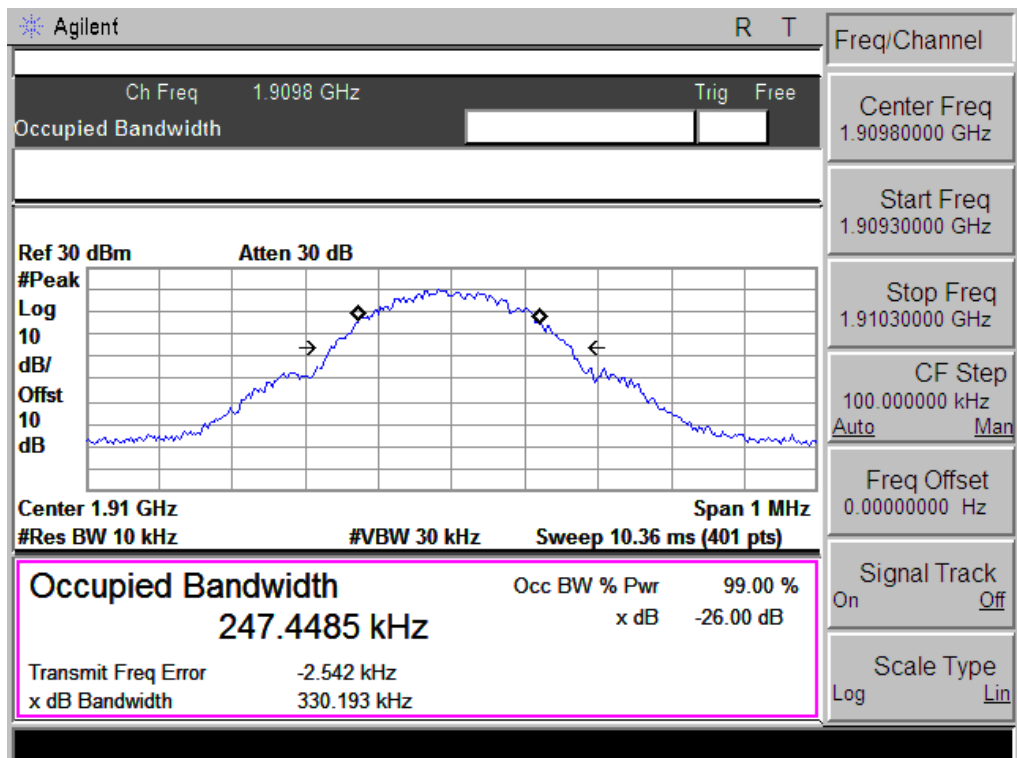 Agilent R T
Freq/Channel
Ch Freq 1.9098 GHz Trig Free
Occupied Bandwidth
Center Freq
1.90980000 GHz
Start Freq
1.90930000 GHz
Ref 30 dBm Atten 30 dB
#Peak
Log
10
dB/
Offst
10
dB
Stop Freq
1.91030000 GHz
CF Step
100.000000 kHz
Auto Man
Freq Offset
0.00000000 Hz
Center 1.91 GHz Span 1 MHz
#Res BW 10 kHz #VBW 30 kHz Sweep 10.36 ms (401 pts)
Occupied Bandwidth Occ BW % Pwr 99.00 %
247.4485 kHz x dB -26.00 dB
Transmit Freq Error -2.542 kHz
x dB Bandwidth 330.193 kHz
Signal Track
On Off
Scale Type
Log Lin